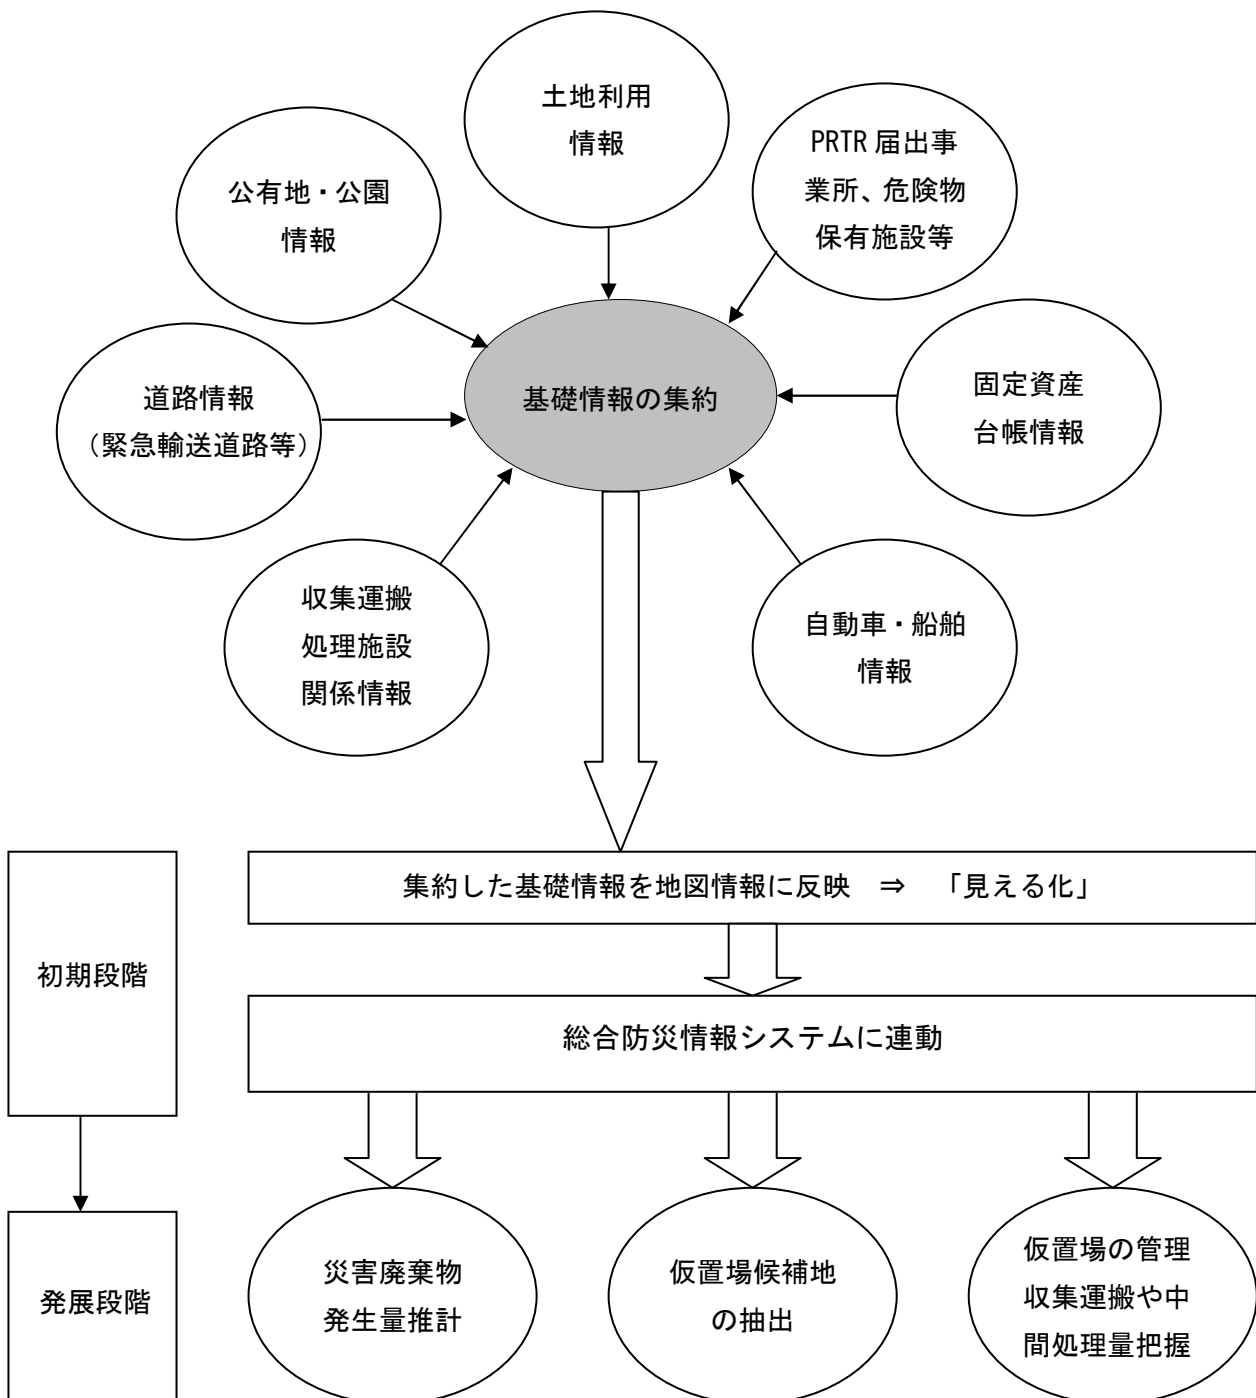 土地利用
情報
PRTR 届出事
業所、危険物
保有施設等
公有地・公園
情報
道路情報
（緊急輸送道路等）
基礎情報の集約
固定資産
台帳情報
収集運搬
処理施設
関係情報
自動車・船舶
情報
集約した基礎情報を地図情報に反映　⇒　「見える化」
初期段階
総合防災情報システムに連動
発展段階
災害廃棄物
発生量推計
仮置場候補地
の抽出
仮置場の管理
収集運搬や中
間処理量把握